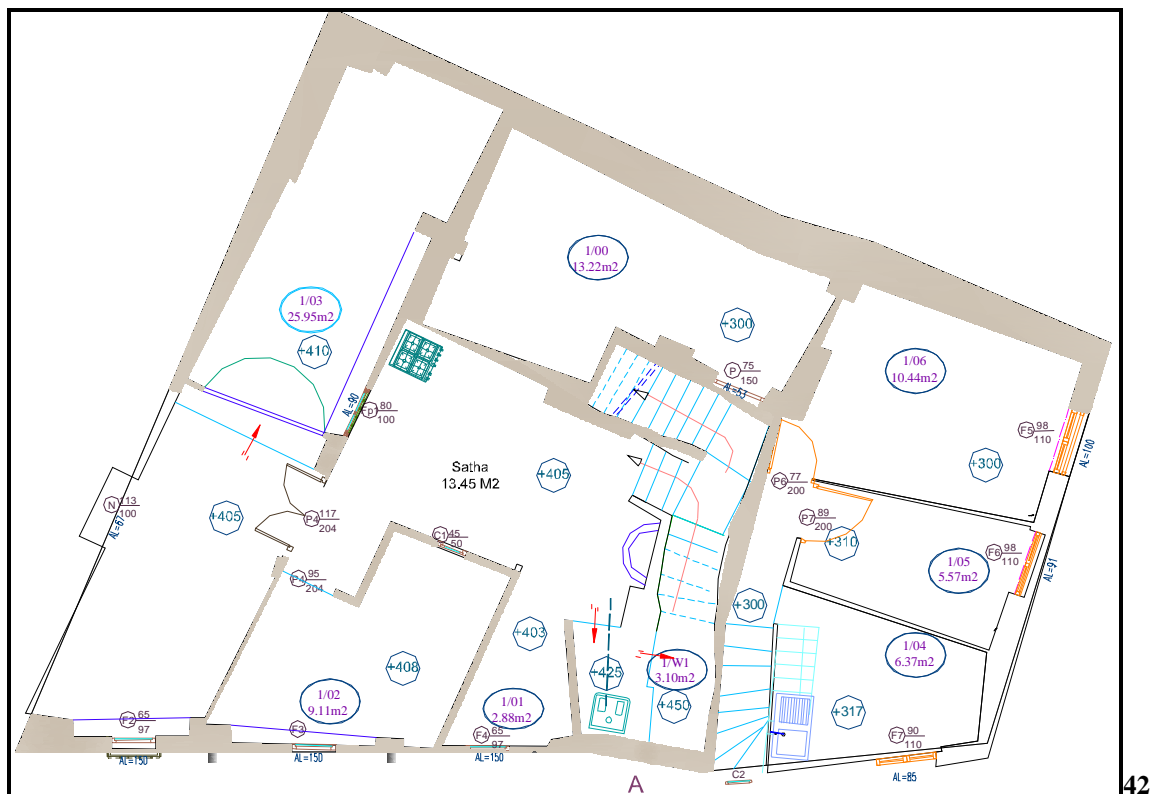 1/00
13.22m2
1/03
25.95m2
+410
+300
P 75
150
AL=53
1/06
10.44m2
AL=90
Fp1 80
100
F5 98
110
AL=100
+300
Satha
13.45 M2
+405
P6 77
200
N 113
100
AL=67
+405
P4 117
204
P7 89
200
+310
C1 45
50
F6 98
110
1/05
5.57m2
AL=91
P4 95
204
+300
+403
1/04
6.37m2
+408
+425
1/W1
3.10m2
+450
1/02
9.11m2
1/01
2.88m2
+317
F2 65
97
F3
F4 65
97
F7 90
110
AL=150
AL=150
AL=150
C2
AL=85
A
42